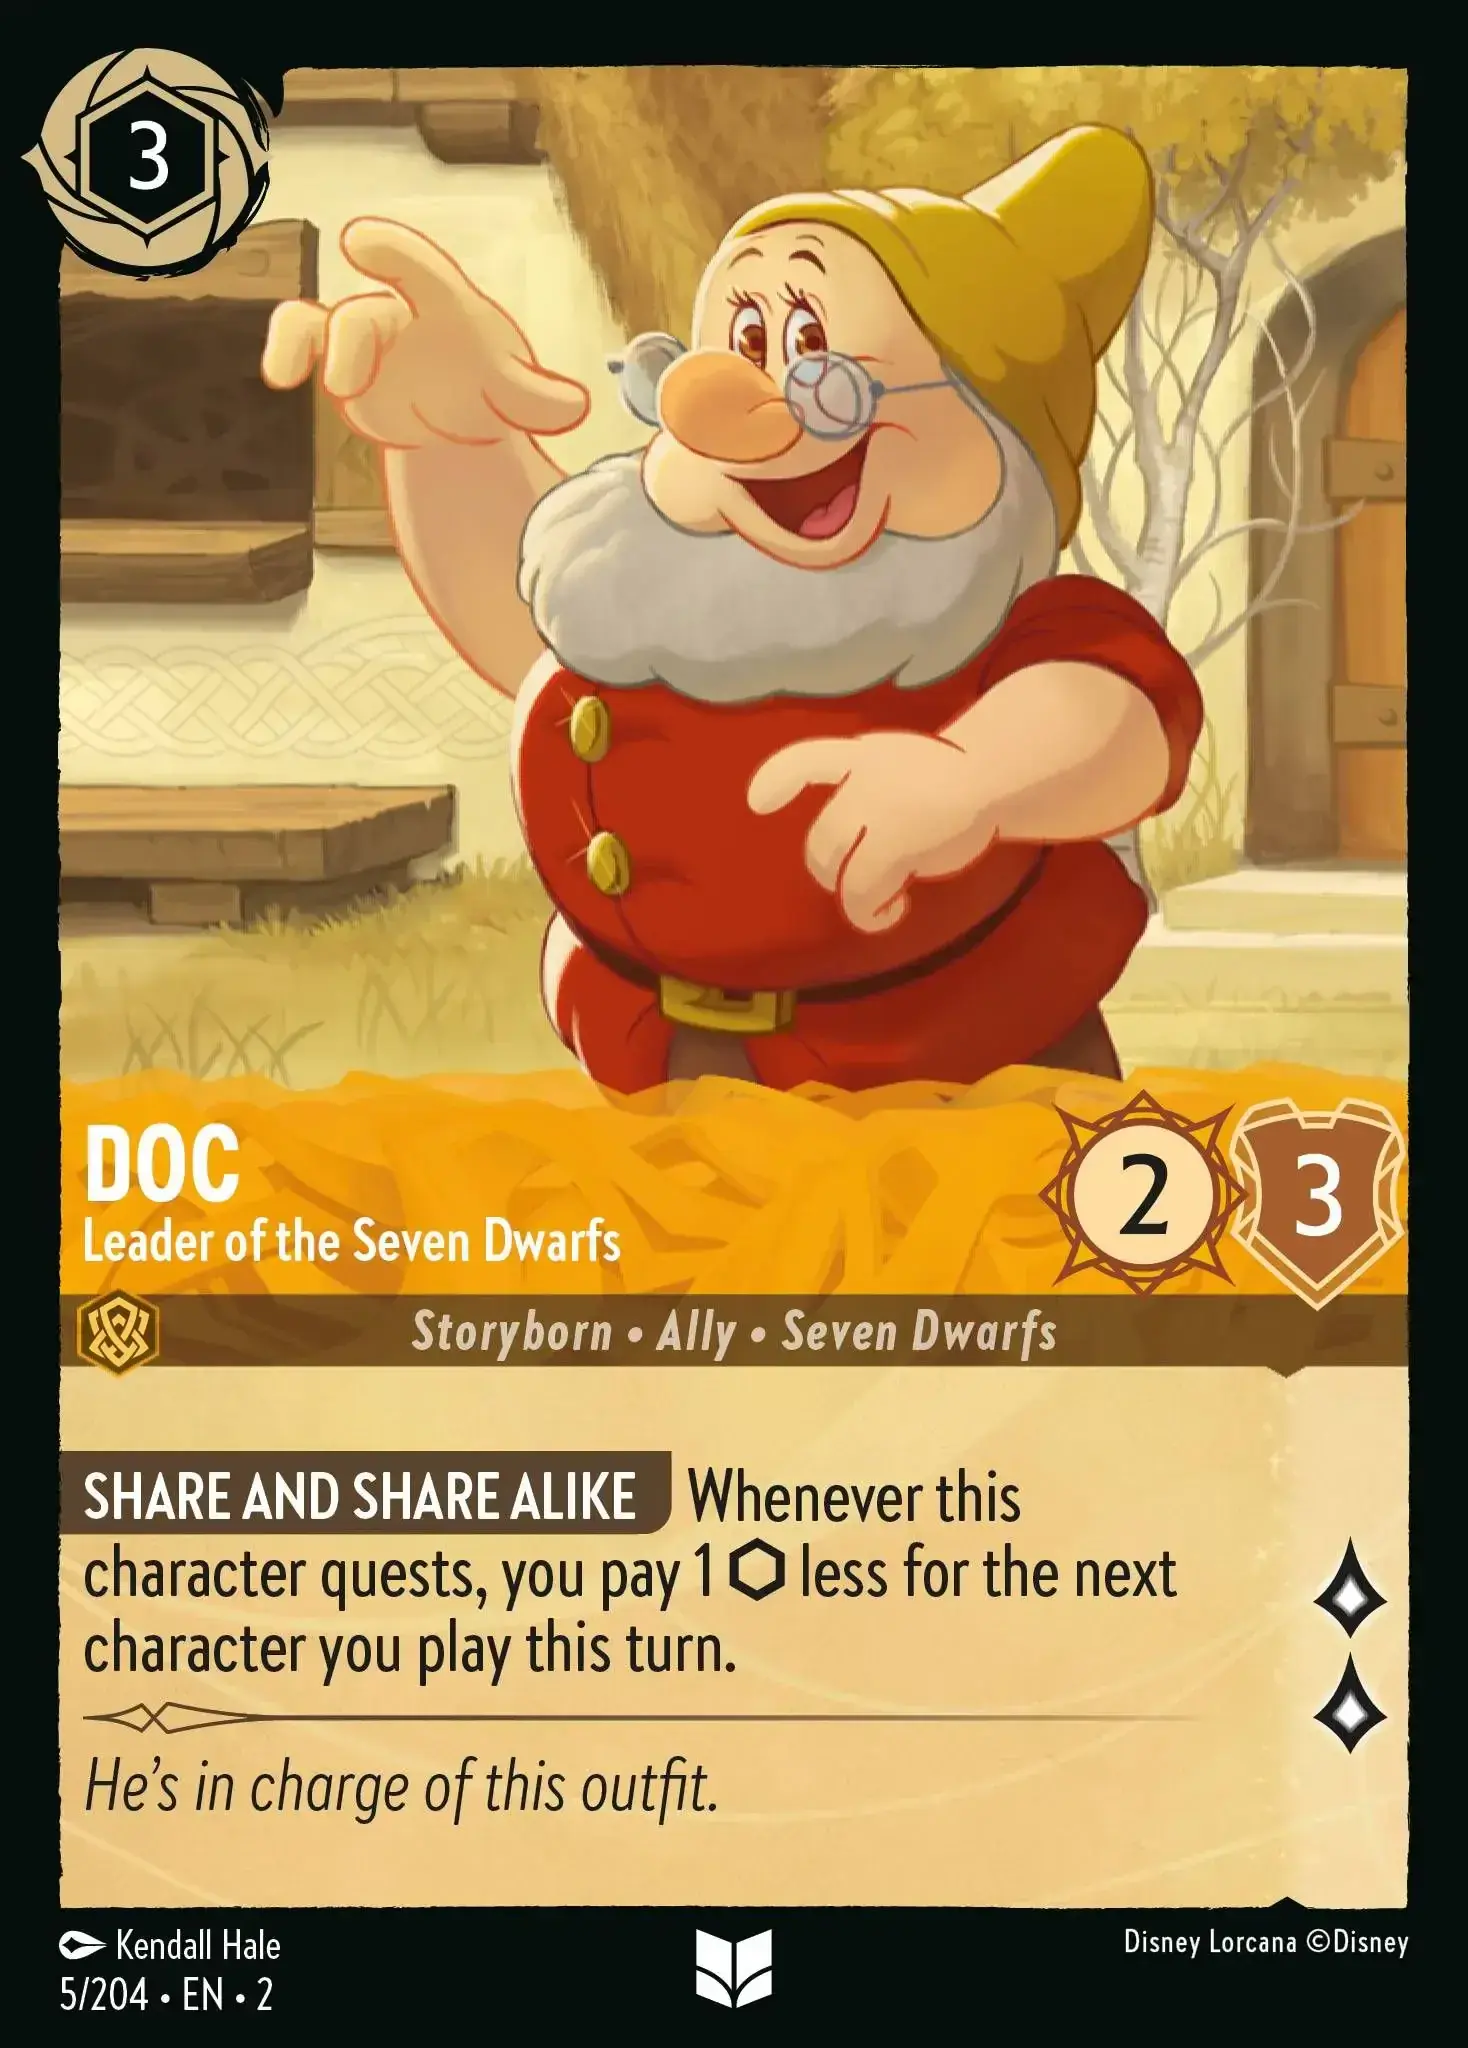 3
DOC
Leader of the Seven Dwarfs
2
3
Storyborn • Ally • Seven Dwarfs
SHARE AND SHARE ALIKE Whenever this
character quests, you pay 1 ⬡ less for the next
character you play this turn.
He’s in charge of this outfit.
Kendall Hale
Disney Lorcana ©Disney
5/204 • EN • 2